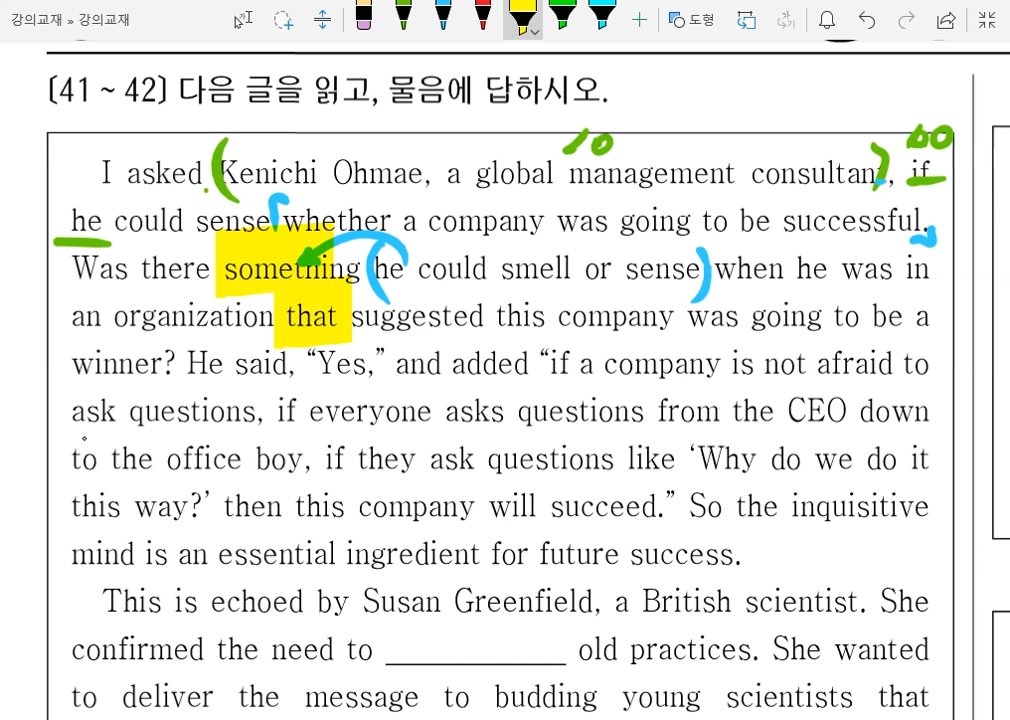 강의교재 » 강의교재
도형
[41 ~ 42] 다음 글을 읽고, 물음에 답하시오.
IO
DO
I asked (Kenichi Ohmae, a global management consultant), if
he could sense whether a company was going to be successful.
Was there something (he could smell or sense) when he was in
an organization that suggested this company was going to be a
winner? He said, “Yes,” and added “if a company is not afraid to
ask questions, if everyone asks questions from the CEO down
to the office boy, if they ask questions like ‘Why do we do it
this way?’ then this company will succeed.” So the inquisitive
mind is an essential ingredient for future success.
This is echoed by Susan Greenfield, a British scientist. She
confirmed the need to ____________ old practices. She wanted
to deliver the message to budding young scientists that